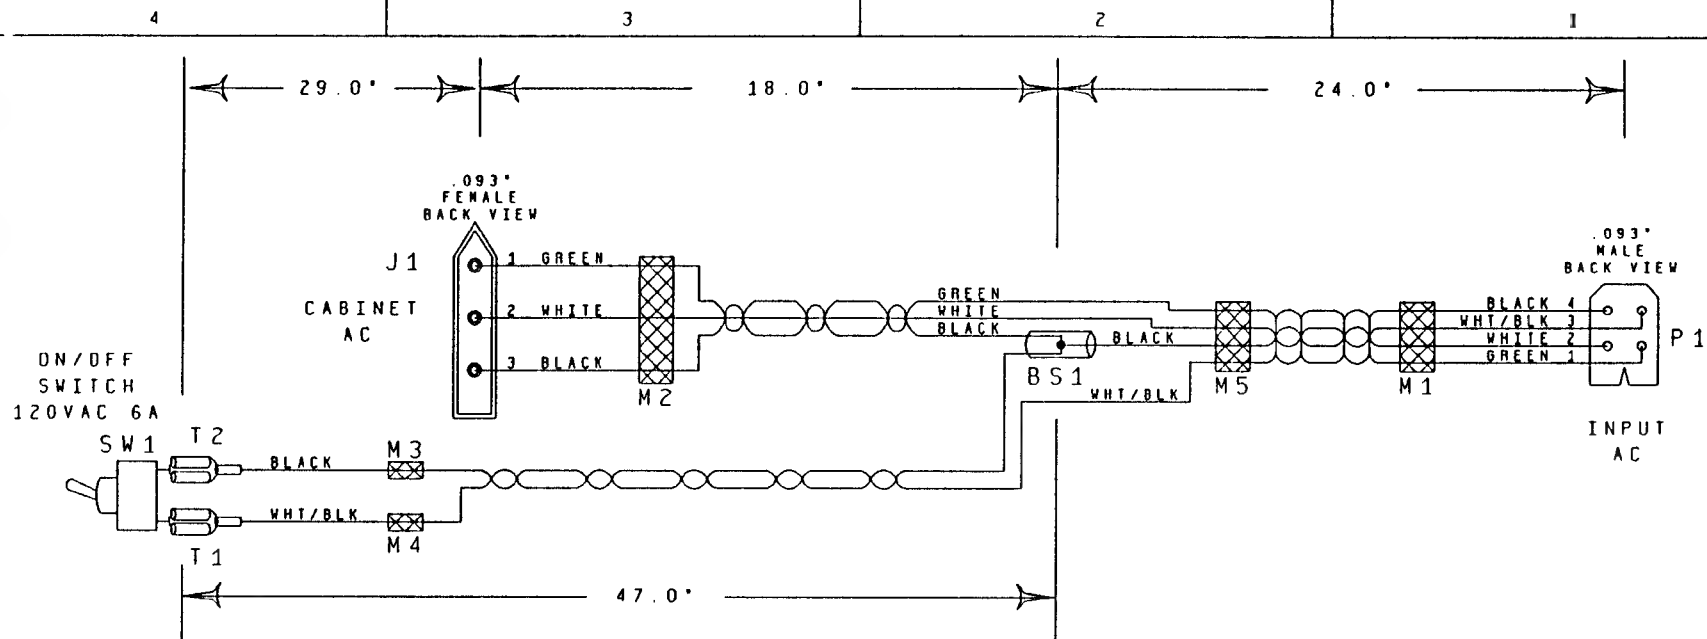 4 3 2 1
29.0" 18.0" 24.0"
.093"
FEMALE
BACK VIEW
.093"
MALE
BACK VIEW
J1
1 GREEN
CABINET
AC
2 WHITE
3 BLACK
M2
GREEN
WHITE
BLACK
BLACK
BS1
WHT/BLK
M5
M1
BLACK 4
WHT/BLK 3
WHITE 2
GREEN 1
P1
INPUT
AC
ON/OFF
SWITCH
120VAC 6A
SW1
T2
BLACK
M3
WHT/BLK
M4
T1
47.0"